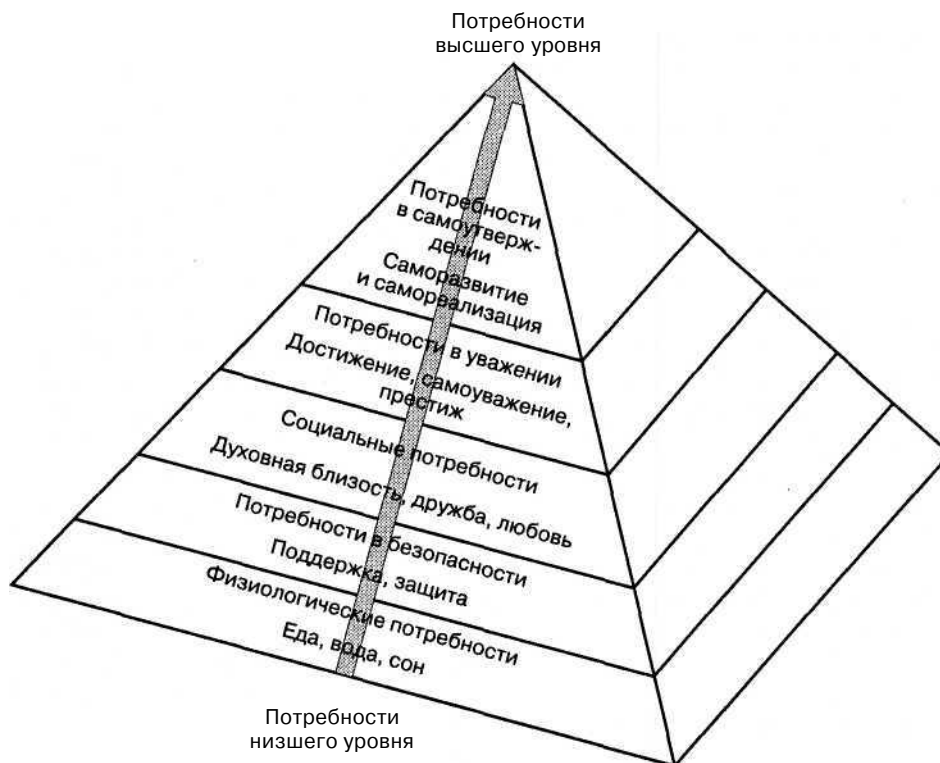 Потребности
высшего уровня
Потребности
в самоутверж-
дении
Саморазвитие
и самореализация
Потребности в уважении
Достижение, самоуважение,
престиж
Социальные потребности
Духовная близость, дружба, любовь
Потребности в безопасности
Поддержка, защита
Физиологические потребности
Еда, вода, сон
Потребности
низшего уровня